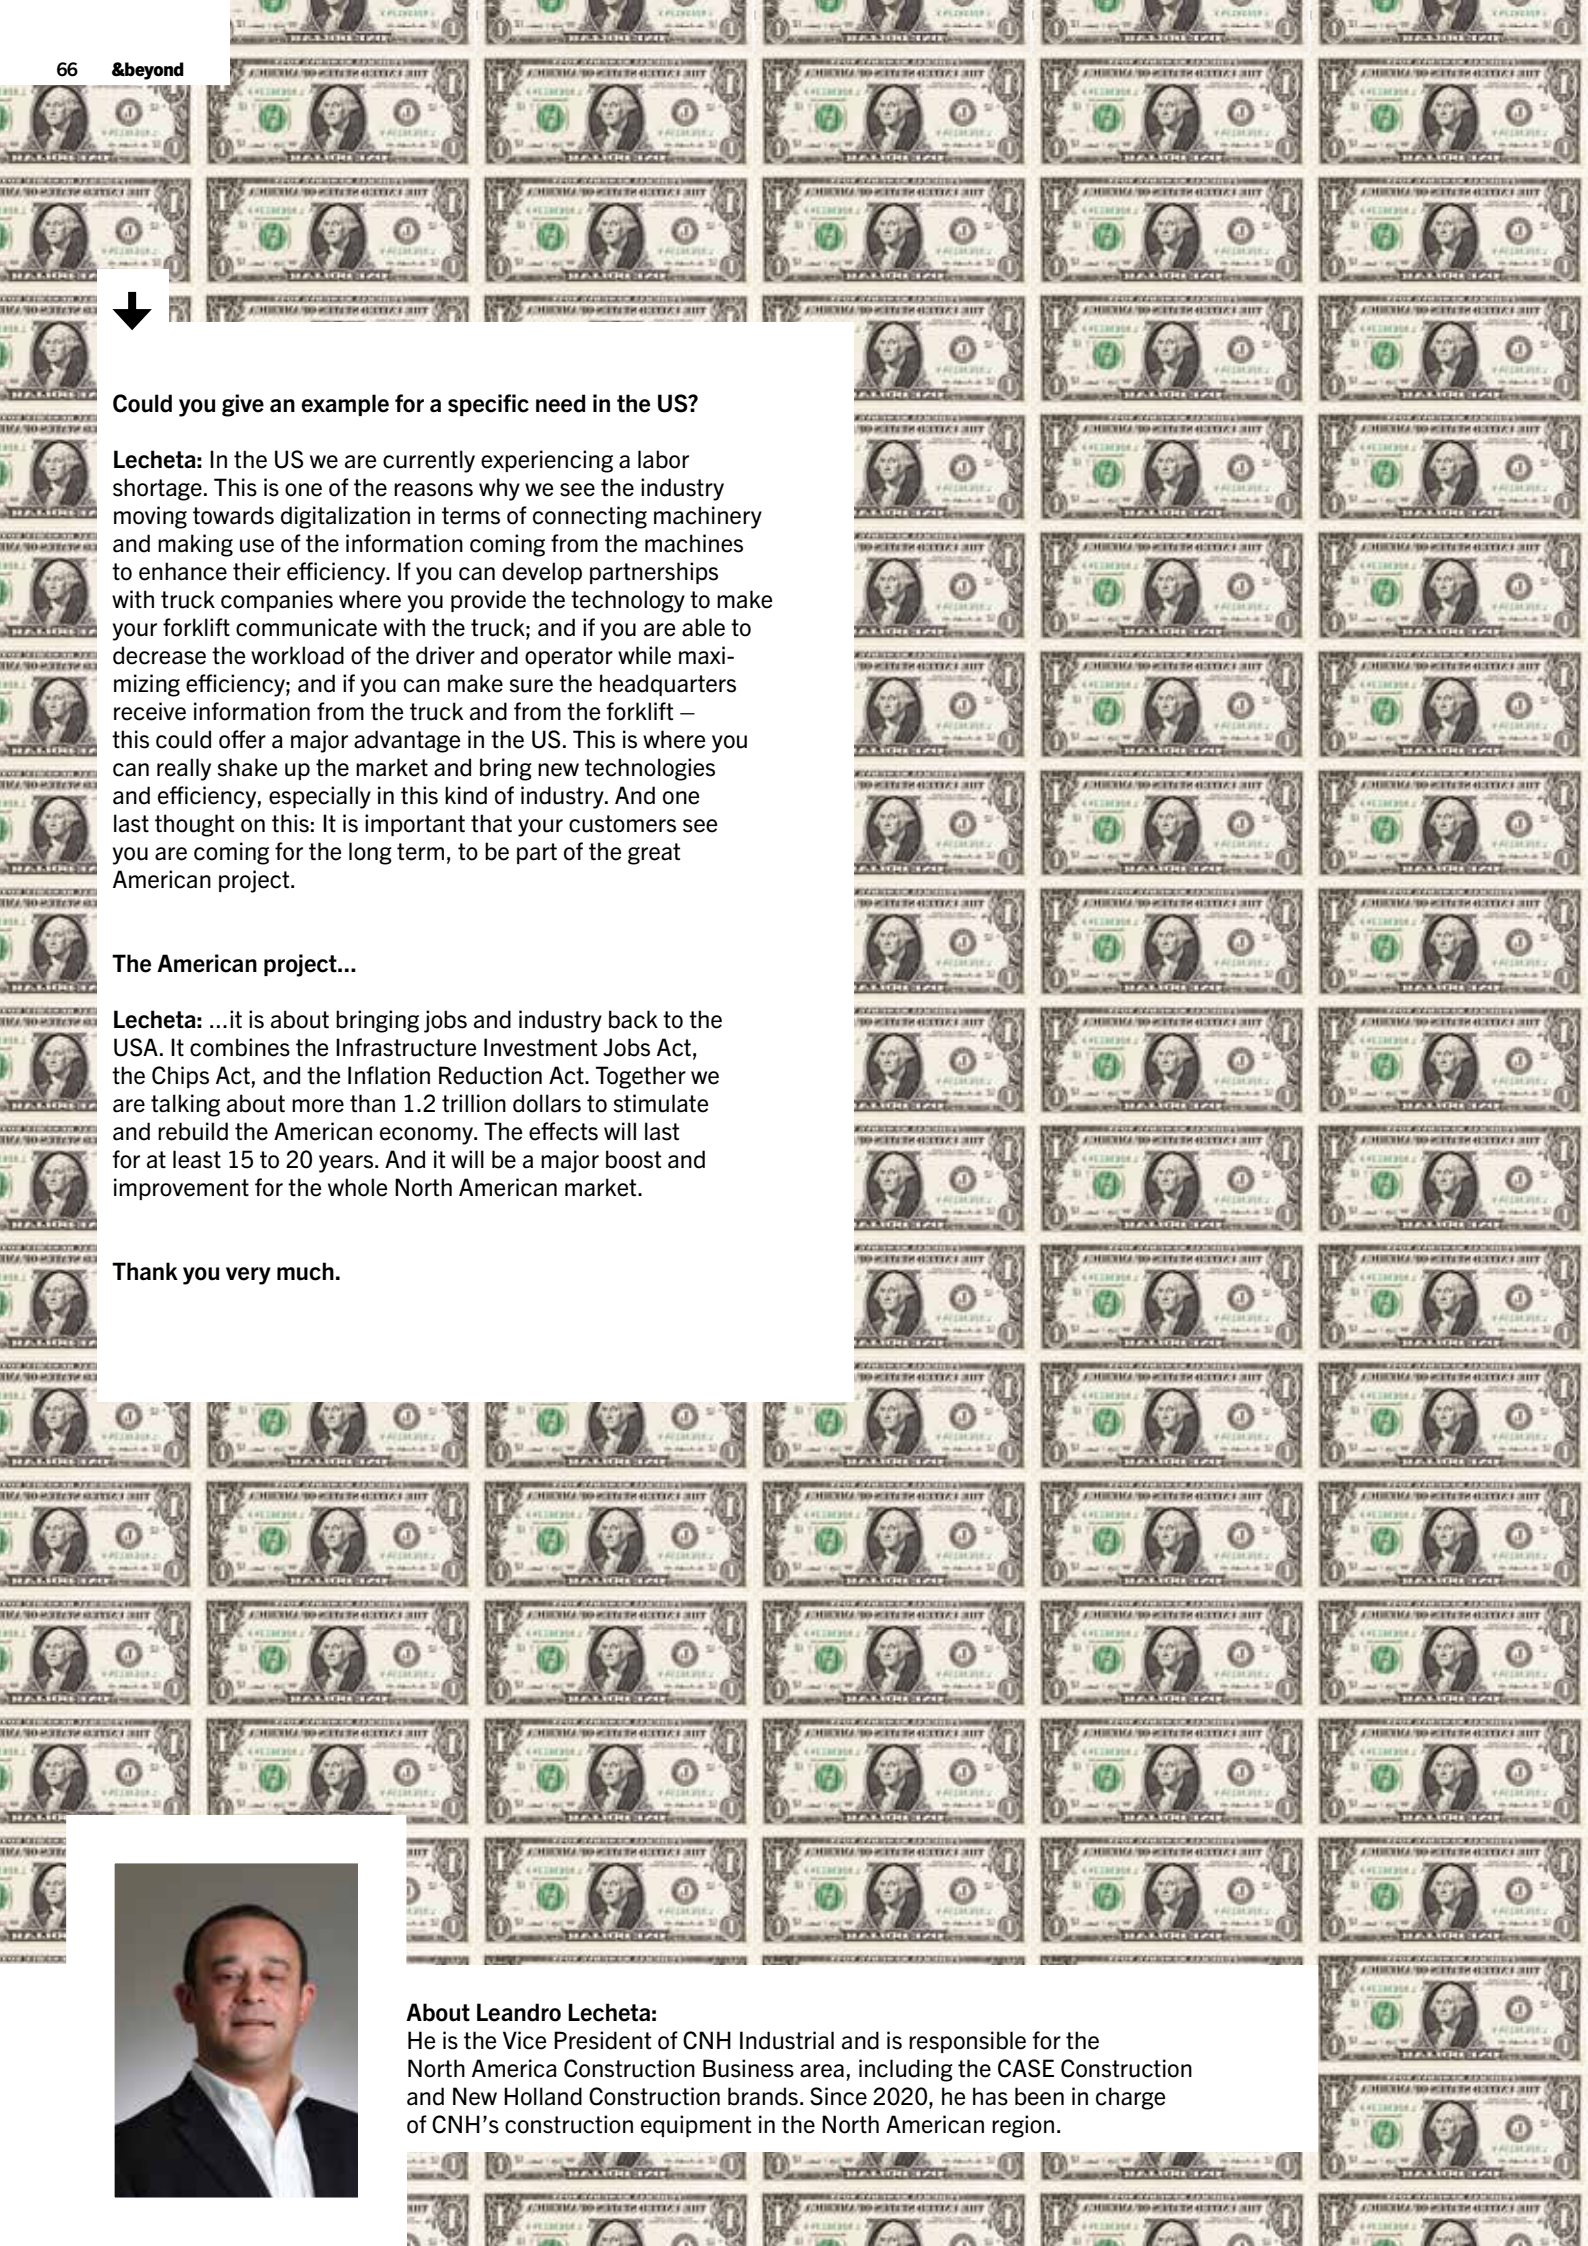 66 &beyond
Could you give an example for a specific need in the US?
Lecheta: In the US we are currently experiencing a labor
shortage. This is one of the reasons why we see the industry
moving towards digitalization in terms of connecting machinery
and making use of the information coming from the machines
to enhance their efficiency. If you can develop partnerships
with truck companies where you provide the technology to make
your forklift communicate with the truck; and if you are able to
decrease the workload of the driver and operator while maxi-
mizing efficiency; and if you can make sure the headquarters
receive information from the truck and from the forklift –
this could offer a major advantage in the US. This is where you
can really shake up the market and bring new technologies
and efficiency, especially in this kind of industry. And one
last thought on this: It is important that your customers see
you are coming for the long term, to be part of the great
American project.
The American project…
Lecheta: …it is about bringing jobs and industry back to the
USA. It combines the Infrastructure Investment Jobs Act,
the Chips Act, and the Inflation Reduction Act. Together we
are talking about more than 1.2 trillion dollars to stimulate
and rebuild the American economy. The effects will last
for at least 15 to 20 years. And it will be a major boost and
improvement for the whole North American market.
Thank you very much.
About Leandro Lecheta:
He is the Vice President of CNH Industrial and is responsible for the
North America Construction Business area, including the CASE Construction
and New Holland Construction brands. Since 2020, he has been in charge
of CNH's construction equipment in the North American region.